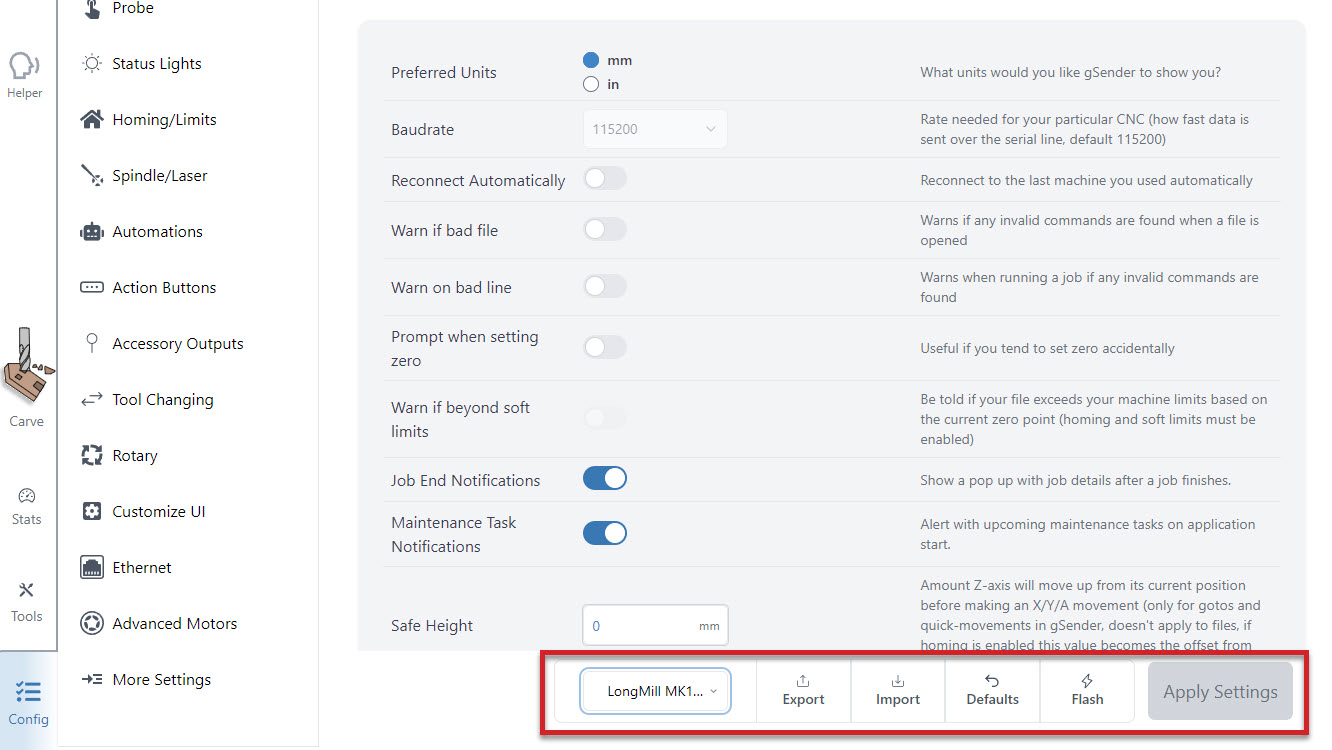 Helper
Carve
Stats
Tools
Config
Probe
Status Lights
Homing/Limits
Spindle/Laser
Automations
Action Buttons
Accessory Outputs
Tool Changing
Rotary
Customize UI
Ethernet
Advanced Motors
More Settings
Preferred Units
mm
in
What units would you like gSender to show you?
Baudrate
115200
Rate needed for your particular CNC (how fast data is
sent over the serial line, default 115200)
Reconnect Automatically
Reconnect to the last machine you used automatically
Warn if bad file
Warns if any invalid commands are found when a file is
opened
Warn on bad line
Warns when running a job if any invalid commands are
found
Prompt when setting
zero
Useful if you tend to set zero accidentally
Warn if beyond soft
limits
Be told if your file exceeds your machine limits based on
the current zero point (homing and soft limits must be
enabled)
Job End Notifications
Show a pop up with job details after a job finishes.
Maintenance Task
Notifications
Alert with upcoming maintenance tasks on application
start.
Safe Height
0 mm
Amount Z-axis will move up from its current position
before making an X/Y/A movement (only for gotos and
quick-movements in gSender, doesn't apply to files, if
homing is enabled this value becomes the offset from
LongMill MK1...
Export
Import
Defaults
Flash
Apply Settings